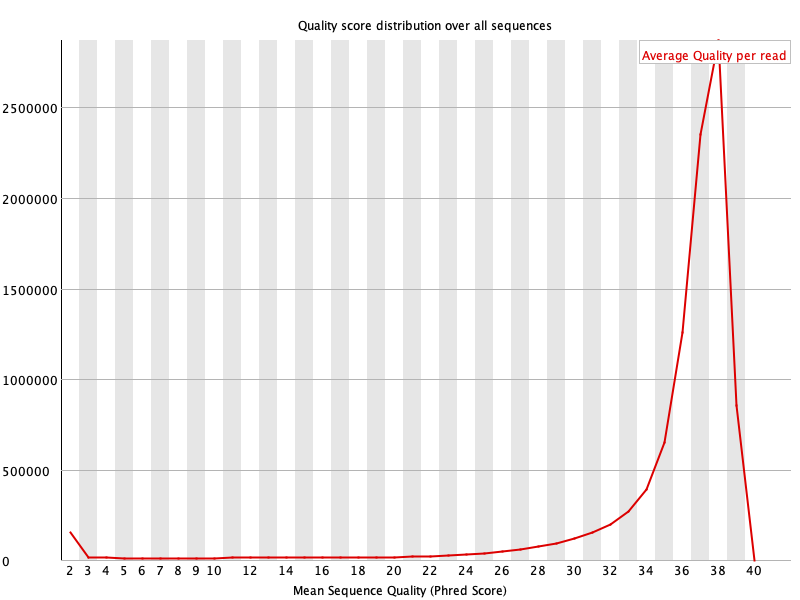 Quality score distribution over all sequences
Average Quality per read
2500000
2000000
1500000
1000000
500000
0
2 3 4 5 6 7 8 9 10 12 14 16 18 20 22 24 26 28 30 32 34 36 38 40
Mean Sequence Quality (Phred Score)